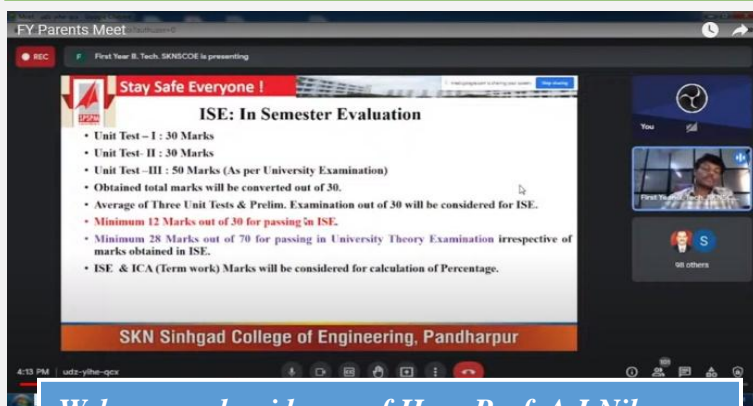 FY Parents Meet
REC
F First Year B. Tech. SKNSCOE is presenting
Stay Safe Everyone !
Stop sharing
ISE: In Semester Evaluation
• Unit Test – I : 30 Marks
• Unit Test- II : 30 Marks
• Unit Test –III : 50 Marks (As per University Examination)
• Obtained total marks will be converted out of 30.
• Average of Three Unit Tests & Prelim. Examination out of 30 will be considered for ISE.
• Minimum 12 Marks out of 30 for passing in ISE.
• Minimum 28 Marks out of 70 for passing in University Theory Examination irrespective of
marks obtained in ISE.
• ISE & ICA (Term work) Marks will be considered for calculation of Percentage.
SKN Sinhgad College of Engineering, Pandharpur
You
First Year B. Tech. SKNSC...
S
98 others
4:13 PM | udz-yihe-qcx